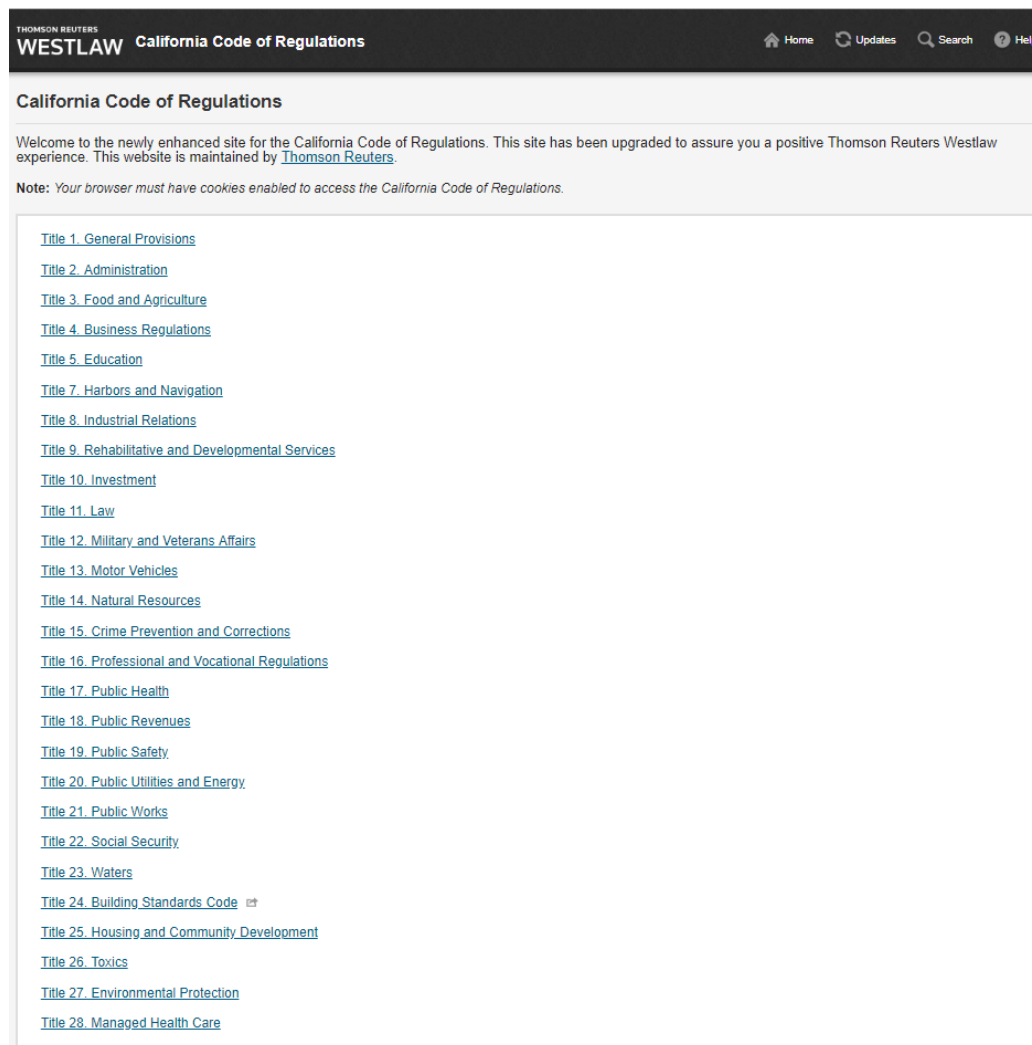 THOMSON REUTERS
WESTLAW California Code of Regulations Home Updates Search Hel
California Code of Regulations
Welcome to the newly enhanced site for the California Code of Regulations. This site has been upgraded to assure you a positive Thomson Reuters Westlaw
experience. This website is maintained by Thomson Reuters.
Note: Your browser must have cookies enabled to access the California Code of Regulations.
Title 1. General Provisions
Title 2. Administration
Title 3. Food and Agriculture
Title 4. Business Regulations
Title 5. Education
Title 7. Harbors and Navigation
Title 8. Industrial Relations
Title 9. Rehabilitative and Developmental Services
Title 10. Investment
Title 11. Law
Title 12. Military and Veterans Affairs
Title 13. Motor Vehicles
Title 14. Natural Resources
Title 15. Crime Prevention and Corrections
Title 16. Professional and Vocational Regulations
Title 17. Public Health
Title 18. Public Revenues
Title 19. Public Safety
Title 20. Public Utilities and Energy
Title 21. Public Works
Title 22. Social Security
Title 23. Waters
Title 24. Building Standards Code
Title 25. Housing and Community Development
Title 26. Toxics
Title 27. Environmental Protection
Title 28. Managed Health Care